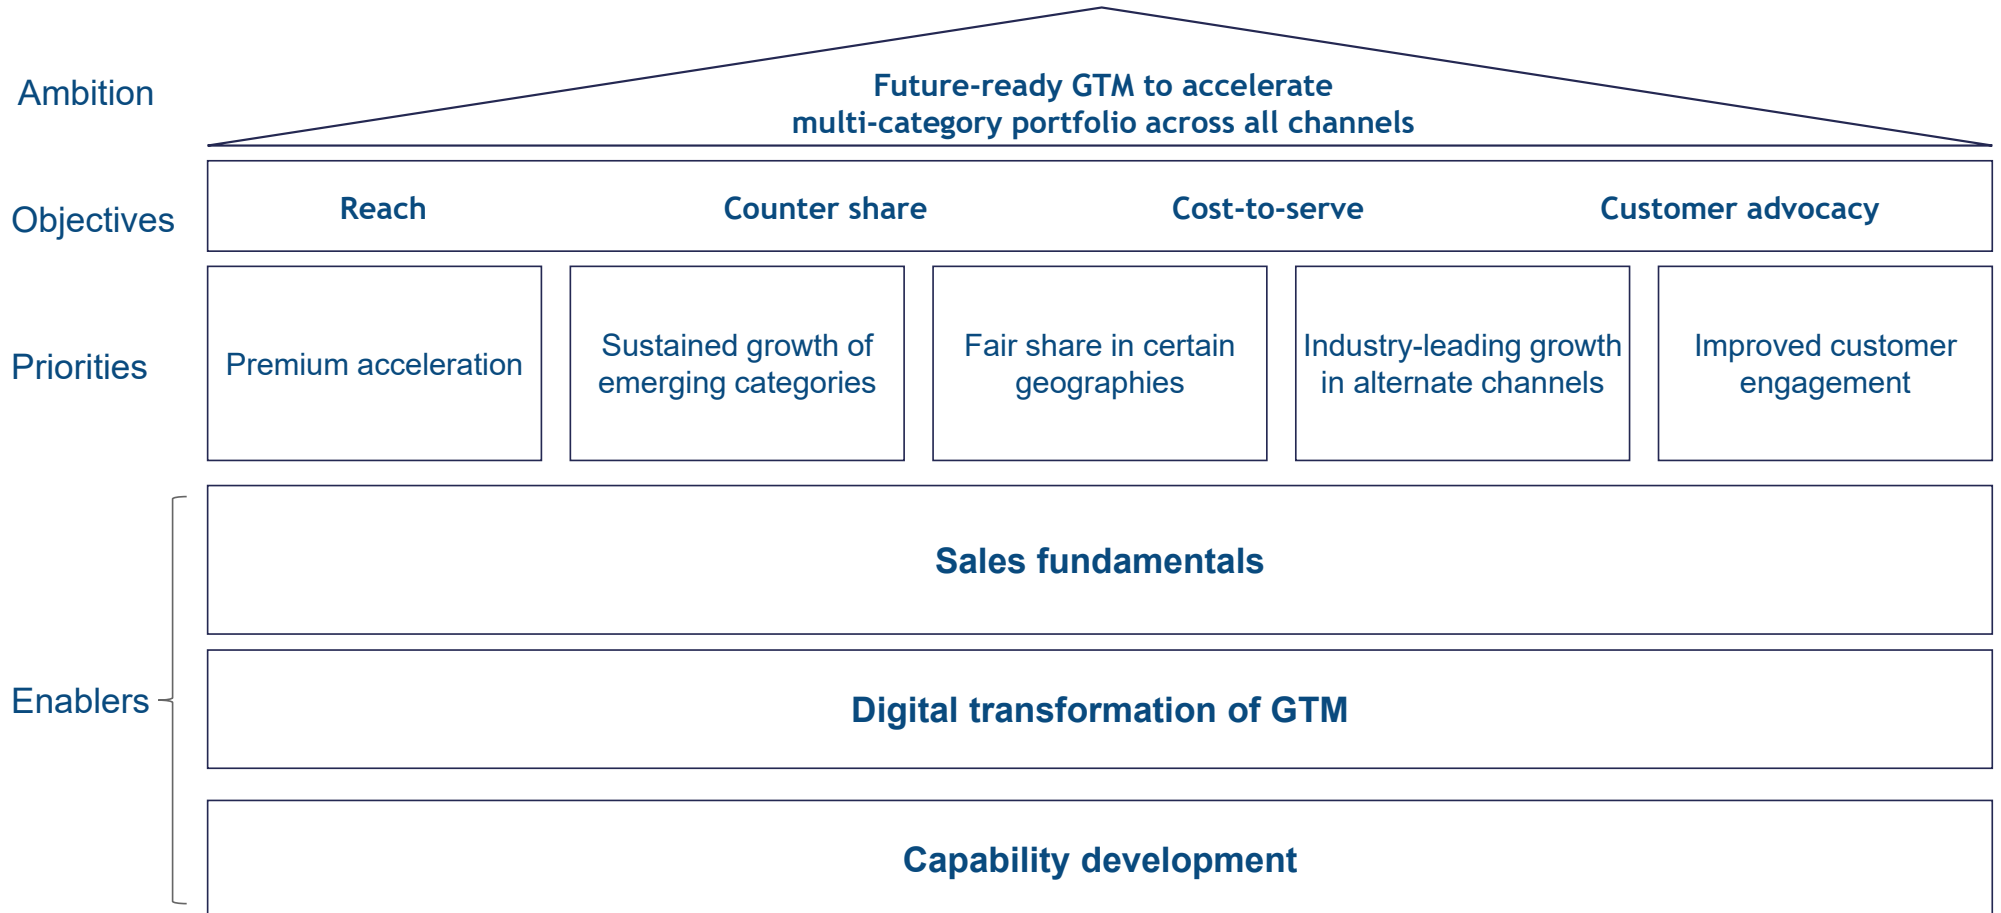 Ambition
Future-ready GTM to accelerate
multi-category portfolio across all channels
Objectives
Reach
Counter share
Cost-to-serve
Customer advocacy
Priorities
Premium acceleration
Sustained growth of
emerging categories
Fair share in certain
geographies
Industry-leading growth
in alternate channels
Improved customer
engagement
Enablers
Sales fundamentals
Digital transformation of GTM
Capability development